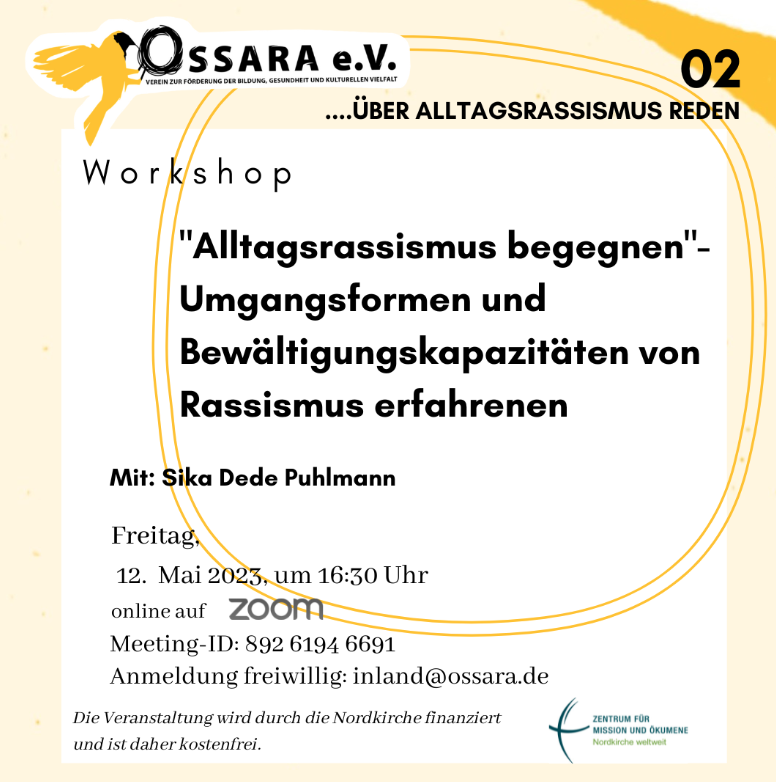 OSSARA e.V.
VEREIN ZUR FÖRDERUNG DER BILDUNG, GESUNDHEIT UND KULTURELLEN VIELFALT
02
....ÜBER ALLTAGSRASSISMUS REDEN
Workshop
"Alltagsrassismus begegnen"-
Umgangsformen und
Bewältigungskapazitäten von
Rassismus erfahrenen
Mit: Sika Dede Puhlmann
Freitag,
12. Mai 2023, um 16:30 Uhr
online auf zoom
Meeting-ID: 892 6194 6691
Anmeldung freiwillig: inland@ossara.de
Die Veranstaltung wird durch die Nordkirche finanziert
und ist daher kostenfrei.
ZENTRUM FÜR
MISSION UND ÖKUMENE
Nordkirche weltweit